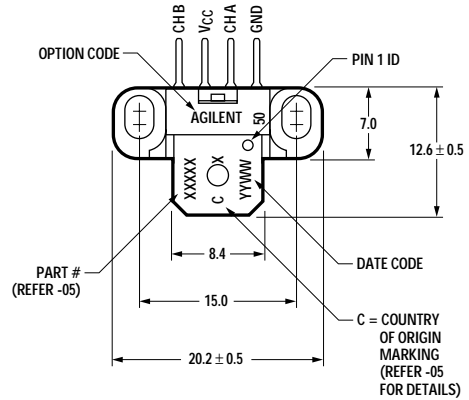 CHB
VCC
CHA
GND
OPTION CODE
PIN 1 ID
AGILENT
50
7.0
12.6 ± 0.5
XXXXX
X
C
YYWW
8.4
PART #
(REFER -05)
DATE CODE
15.0
C = COUNTRY
OF ORIGIN
MARKING
(REFER -05
FOR DETAILS)
20.2 ± 0.5